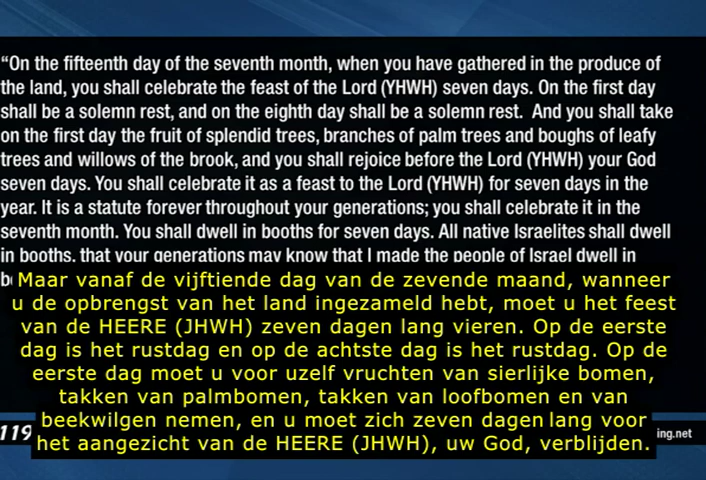 “On the fifteenth day of the seventh month, when you have gathered in the produce of
the land, you shall celebrate the feast of the Lord (YHWH) seven days. On the first day
shall be a solemn rest, and on the eighth day shall be a solemn rest.  And you shall take
on the first day the fruit of splendid trees, branches of palm trees and boughs of leafy
trees and willows of the brook, and you shall rejoice before the Lord (YHWH) your God
seven days. You shall celebrate it as a feast to the Lord (YHWH) for seven days in the
year. It is a statute forever throughout your generations; you shall celebrate it in the
seventh month. You shall dwell in booths for seven days. All native Israelites shall dwell
in booths, that your generations may know that I made the people of Israel dwell in
Maar vanaf de vijftiende dag van de zevende maand, wanneer
u de opbrengst van het land ingezameld hebt, moet u het feest
van de HEERE (JHWH) zeven dagen lang vieren. Op de eerste
dag is het rustdag en op de achtste dag is het rustdag. Op de
eerste dag moet u voor uzelf vruchten van sierlijke bomen,
takken van palmbomen, takken van loofbomen en van
beekwilgen nemen, en u moet zich zeven dagen lang voor
het aangezicht van de HEERE (JHWH), uw God, verblijden.
119
ing.net